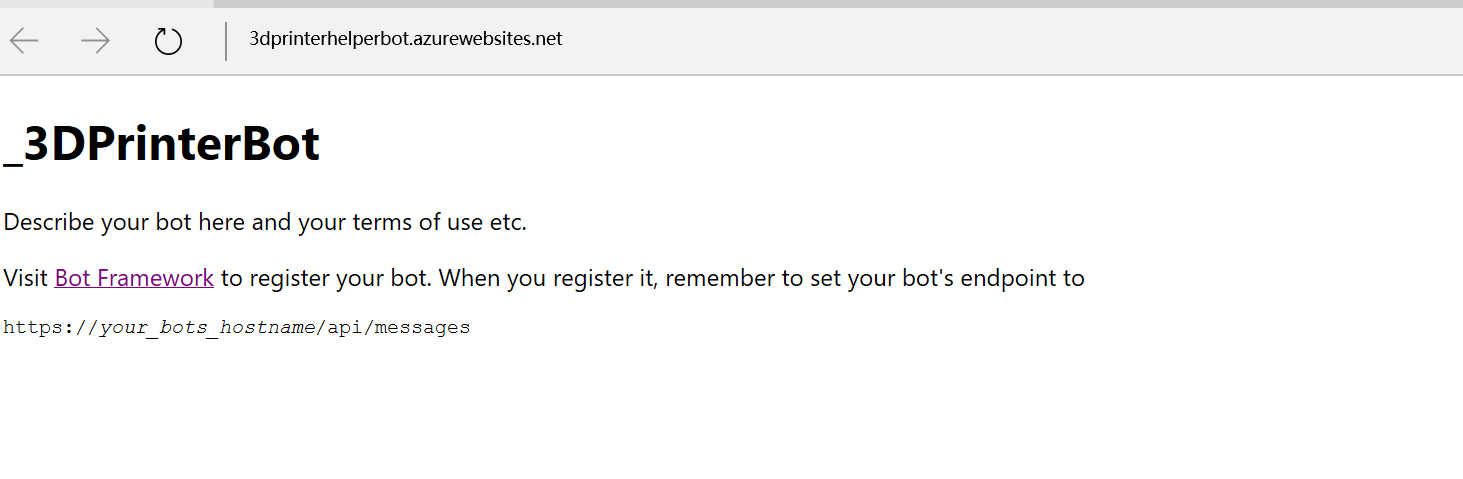 3dprinterhelperbot.azurewebsites.net
_3DPrinterBot
Describe your bot here and your terms of use etc.
Visit Bot Framework to register your bot. When you register it, remember to set your bot's endpoint to
https://your_bots_hostname/api/messages